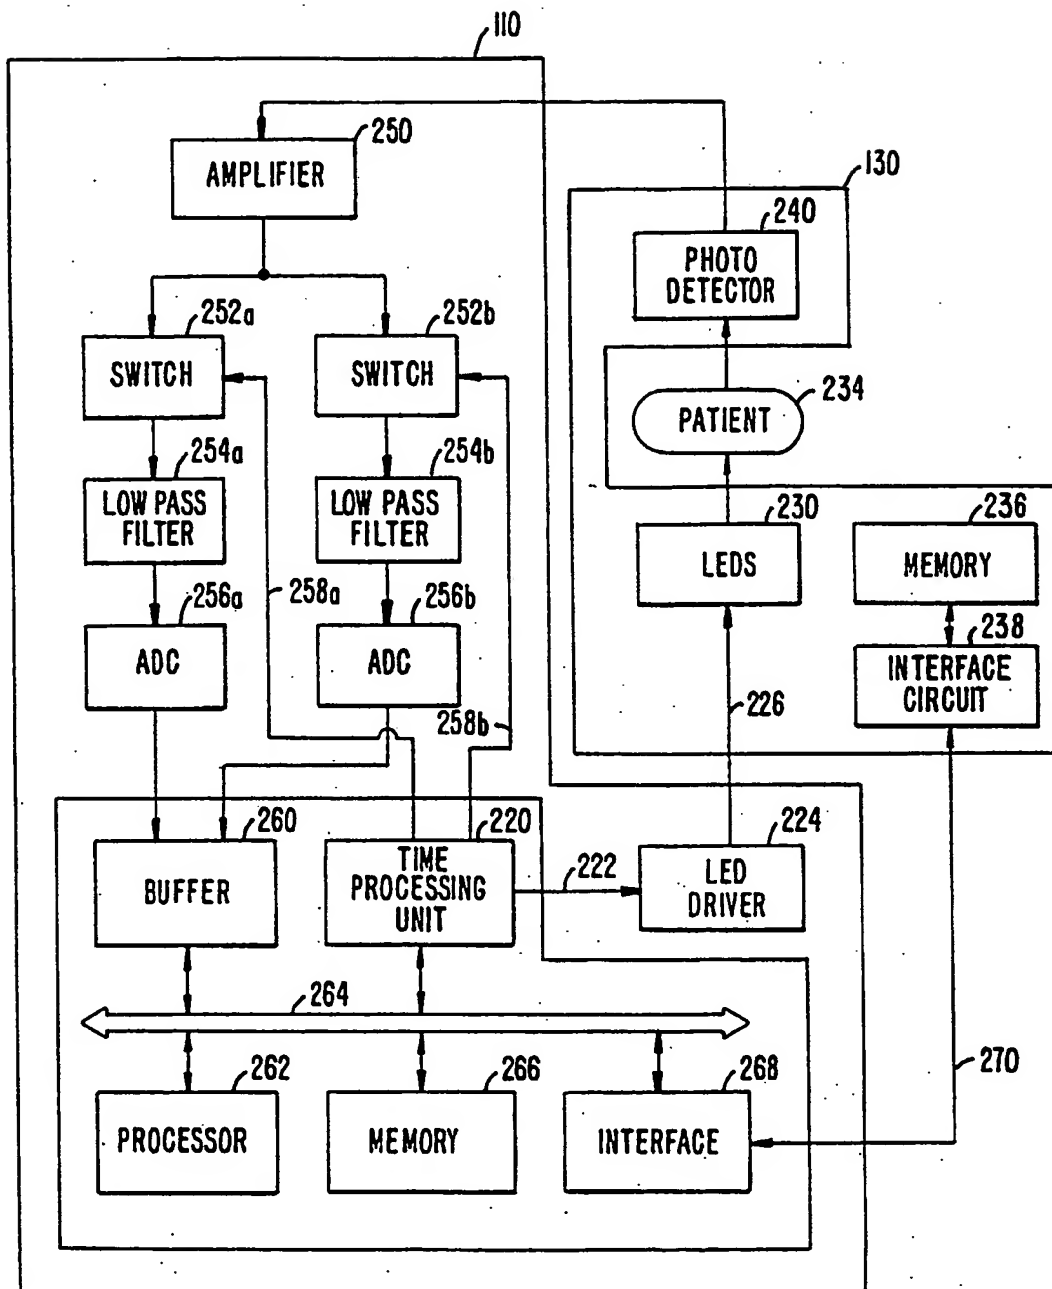 110
250
AMPLIFIER
130
240
PHOTO
DETECTOR
252a
SWITCH
252b
SWITCH
234
PATIENT
254a
LOW PASS
FILTER
254b
LOW PASS
FILTER
230
LEDS
236
MEMORY
256a
ADC
258a
256b
ADC
258b
238
INTERFACE
CIRCUIT
226
260
BUFFER
220
TIME
PROCESSING
UNIT
222
224
LED
DRIVER
264
262
PROCESSOR
266
MEMORY
268
INTERFACE
270